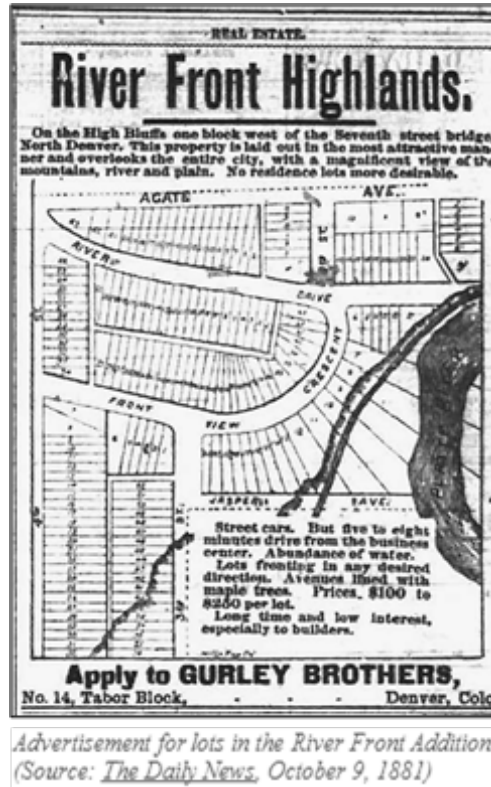 REAL ESTATE.
River Front Highlands.
On the High Bluffs one block west of the Seventh street bridge
North Denver. This property is laid out in the most attractive man
ner and overlooks the entire city, with a magnificent view of the
mountains, river and plain. No residence lots more desirable.
AGATE AVE.
RIVER DRIVE
CRESCENT
FRONT VIEW
JASPER AVE.
Street cars. But five to eight
minutes drive from the business
center. Abundance of water.
Lots fronting in any desired
direction. Avenues lined with
maple trees. Prices, $100 to
$250 per lot.
Long time and low interest,
especially to builders.
Apply to GURLEY BROTHERS,
No. 14, Tabor Block, - - - Denver, Colo
Advertisement for lots in the River Front Addition
(Source: The Daily News, October 9, 1881)